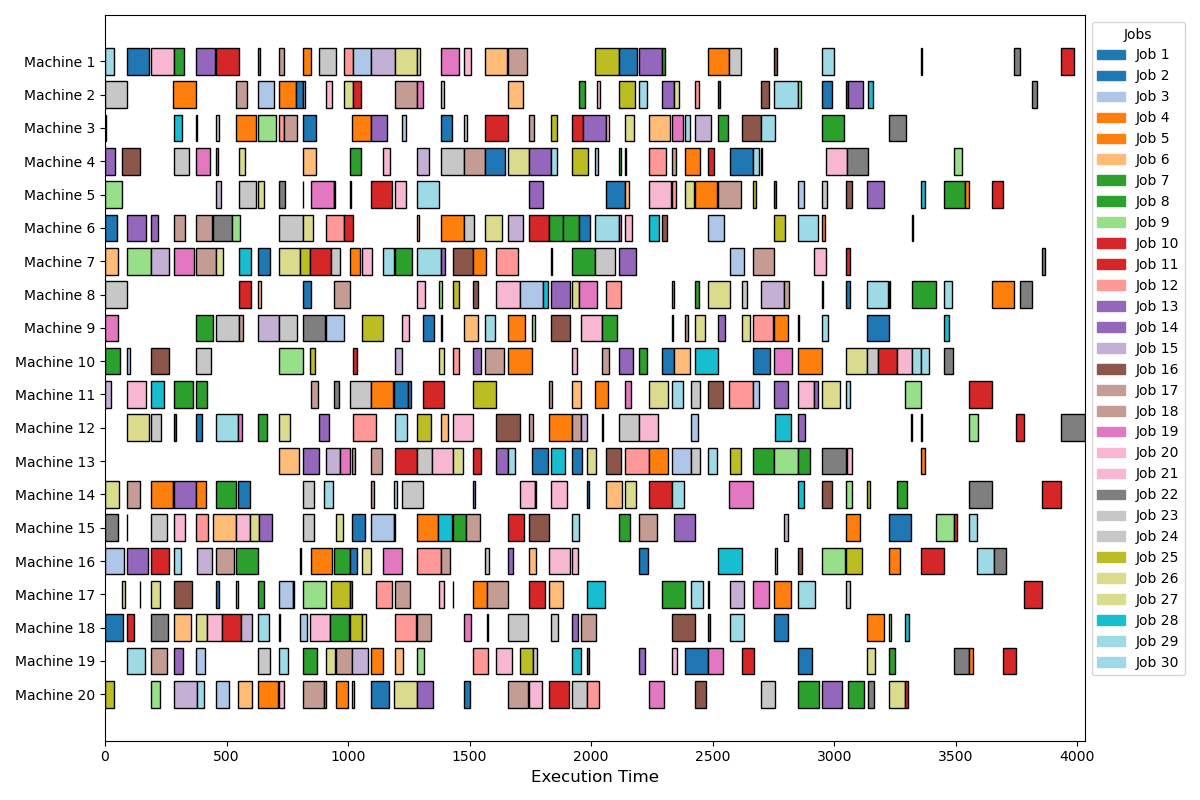 Machine 1
Machine 2
Machine 3
Machine 4
Machine 5
Machine 6
Machine 7
Machine 8
Machine 9
Machine 10
Machine 11
Machine 12
Machine 13
Machine 14
Machine 15
Machine 16
Machine 17
Machine 18
Machine 19
Machine 20
0 500 1000 1500 2000 2500 3000 3500 4000
Execution Time
Jobs
Job 1
Job 2
Job 3
Job 4
Job 5
Job 6
Job 7
Job 8
Job 9
Job 10
Job 11
Job 12
Job 13
Job 14
Job 15
Job 16
Job 17
Job 18
Job 19
Job 20
Job 21
Job 22
Job 23
Job 24
Job 25
Job 26
Job 27
Job 28
Job 29
Job 30